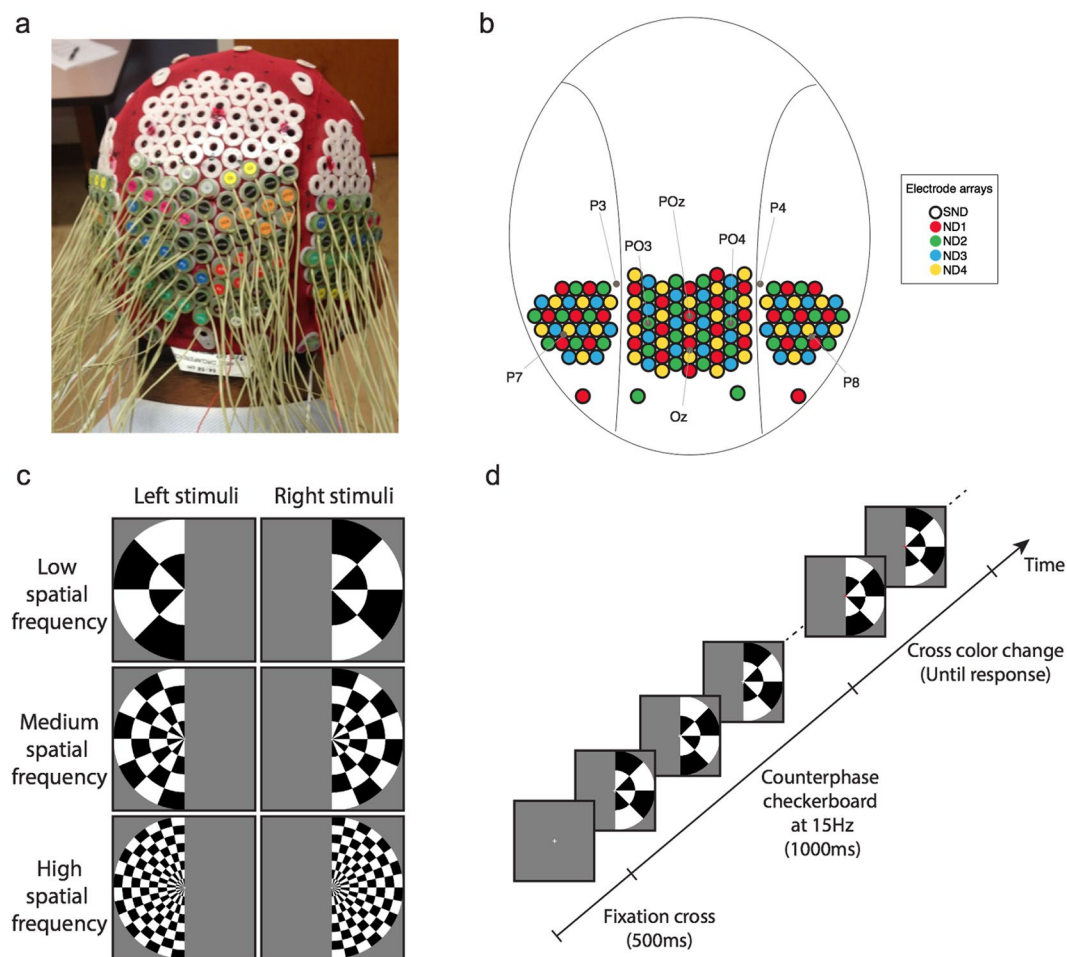 a
b
P3
POz
P4
PO3
PO4
P7
Oz
P8
Electrode arrays
SND
ND1
ND2
ND3
ND4
c
Left stimuli
Right stimuli
Low
spatial
frequency
Medium
spatial
frequency
High
spatial
frequency
d
Time
Cross color change
(Until response)
Counterphase
checkerboard
at 15Hz
(1000ms)
Fixation cross
(500ms)